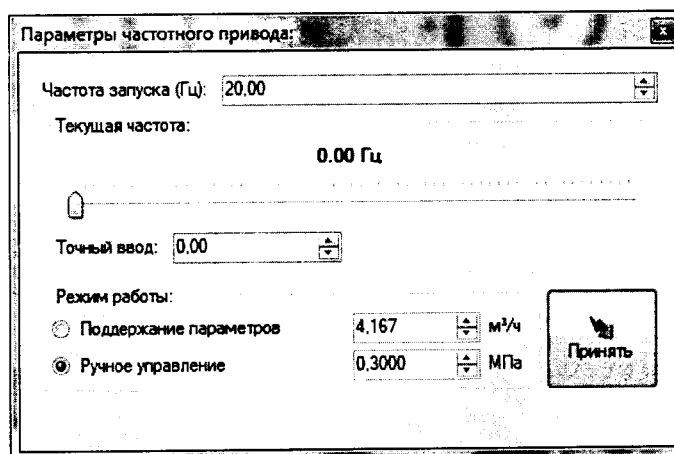 Параметры частотного привода:
Частота запуска (Гц): 20,00
Текущая частота:
0.00 Гц
Точный ввод: 0,00
Режим работы:
Поддержание параметров 4,167 м³/ч
Ручное управление 0,3000 МПа
Принять